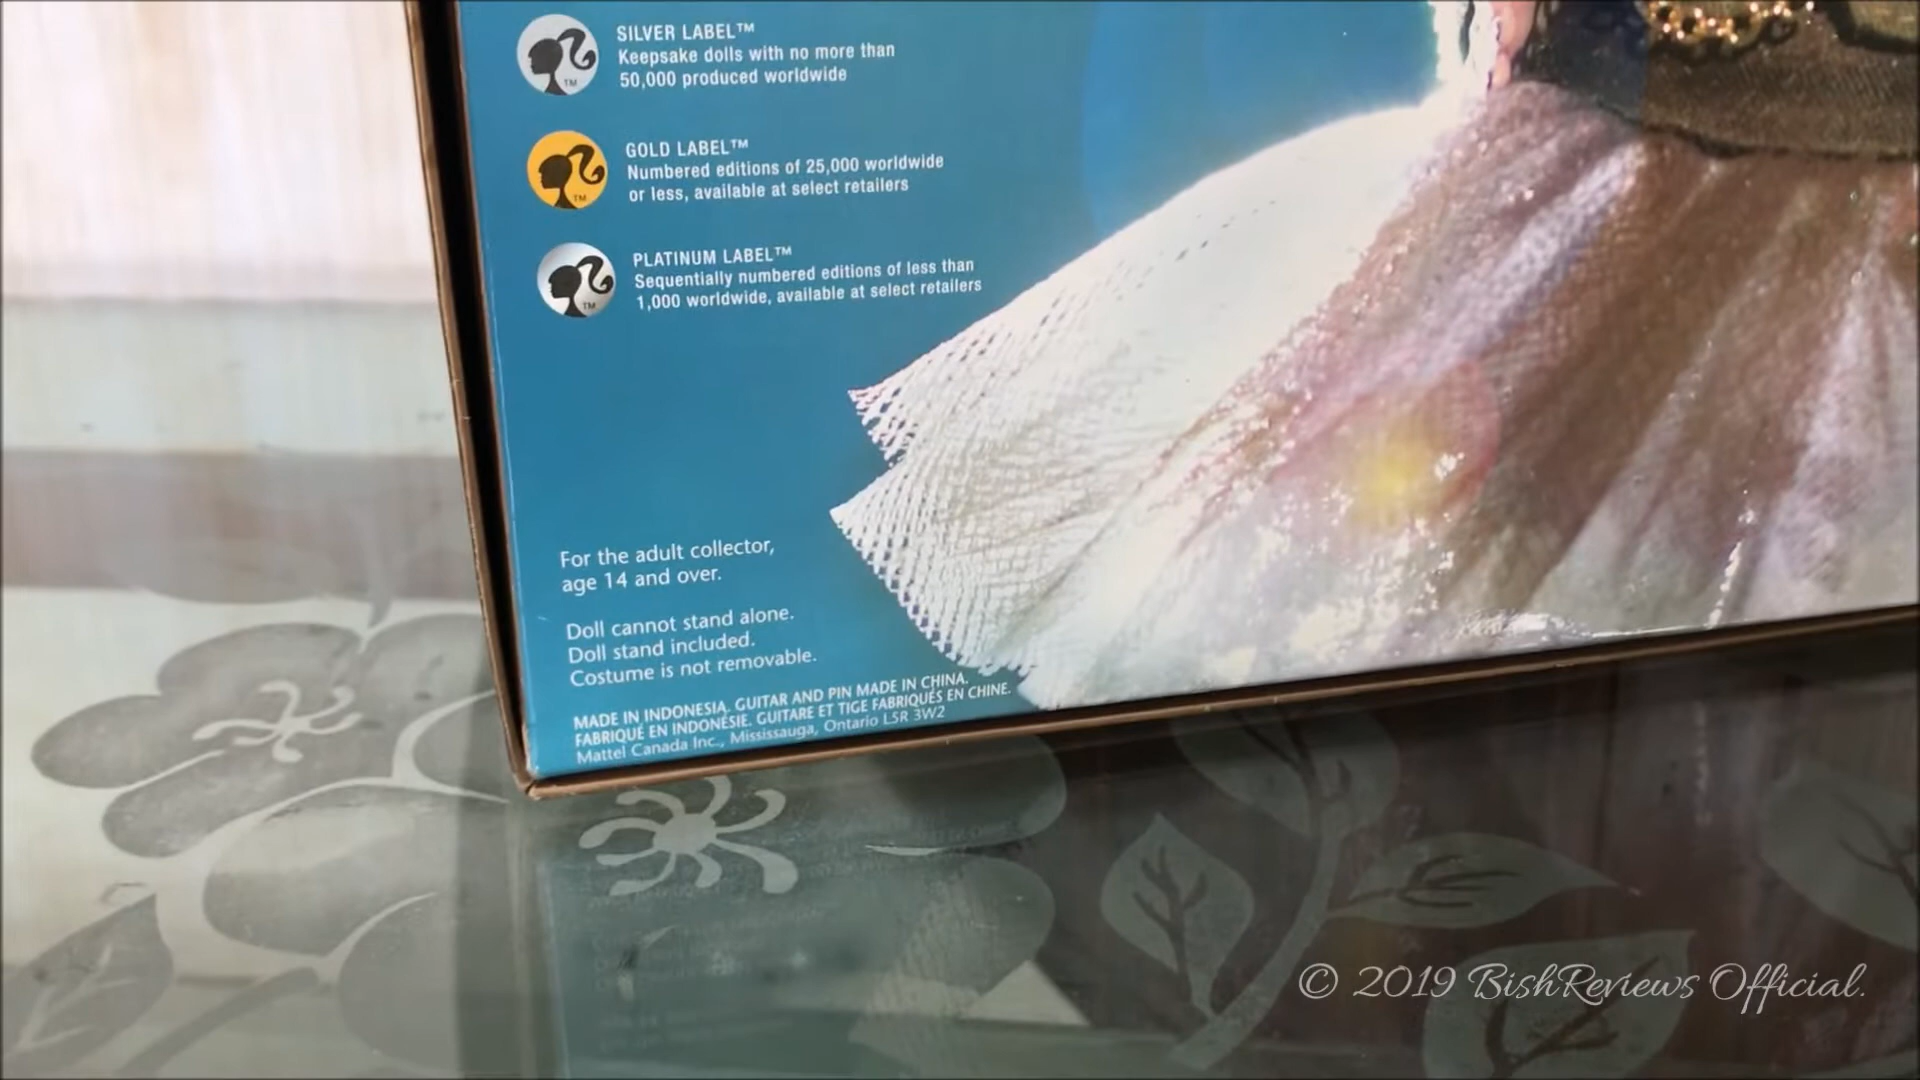 SILVER LABEL™
Keepsake dolls with no more than
50,000 produced worldwide
TM
GOLD LABEL™
Numbered editions of 25,000 worldwide
or less, available at select retailers
TM
PLATINUM LABEL™
Sequentially numbered editions of less than
1,000 worldwide, available at select retailers
TM
For the adult collector,
age 14 and over.
Doll cannot stand alone.
Doll stand included.
Costume is not removable.
MADE IN INDONESIA. GUITAR AND PIN MADE IN CHINA.
FABRIQUÉ EN INDONÉSIE. GUITARE ET TIGE FABRIQUÉS EN CHINE.
Mattel Canada Inc., Mississauga, Ontario L5R 3W2
© 2019 BishReviews Official.